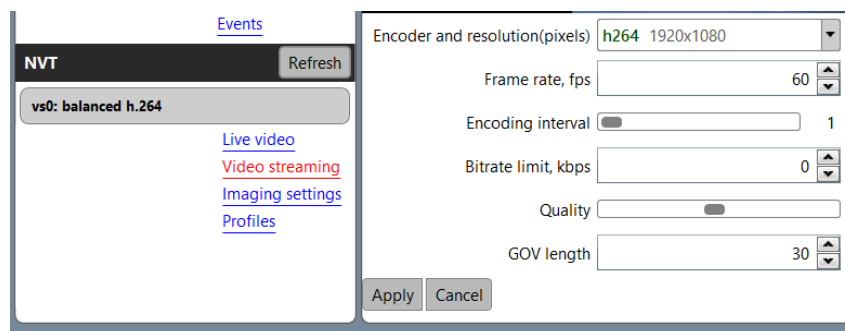 Events
NVT Refresh
vs0: balanced h.264
Live video
Video streaming
Imaging settings
Profiles
Encoder and resolution(pixels) h264 1920x1080
Frame rate, fps 60
Encoding interval 1
Bitrate limit, kbps 0
Quality
GOV length 30
Apply Cancel